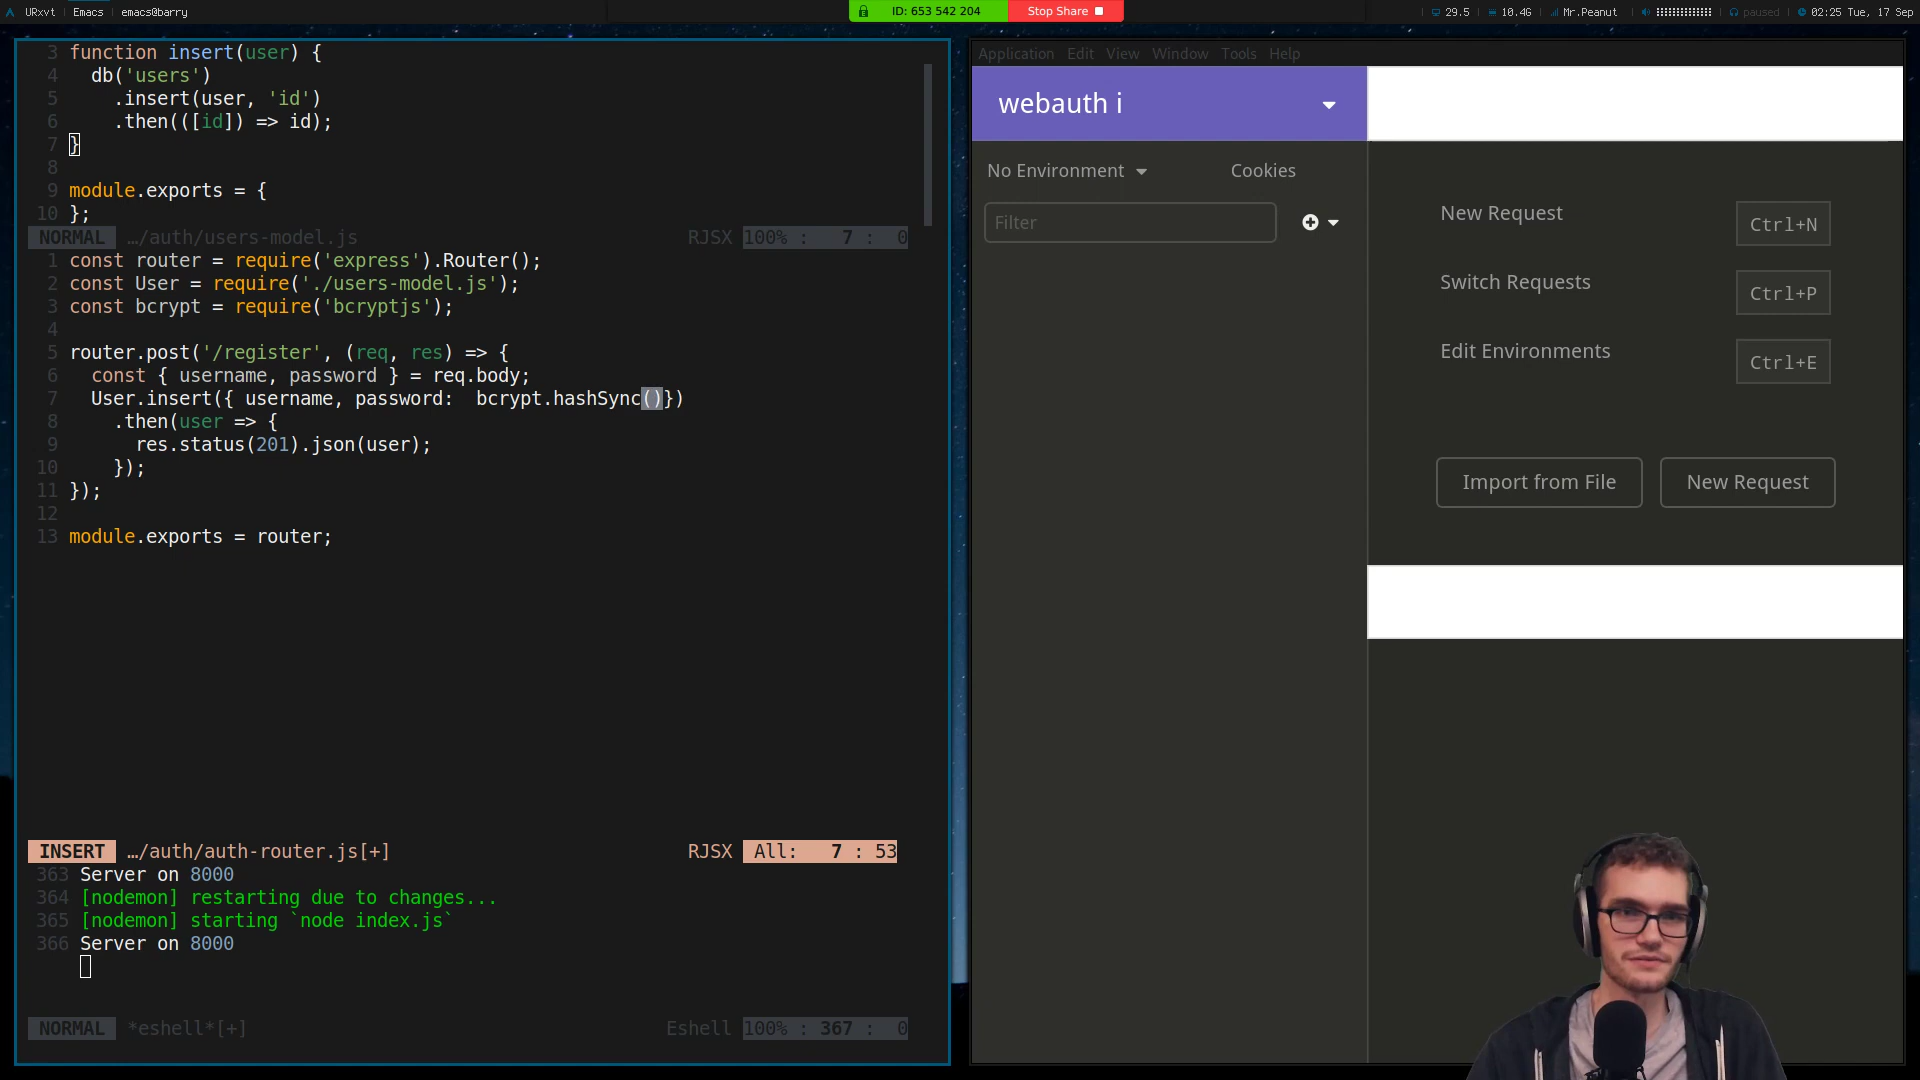 URxvt Emacs emacs@barry
ID: 653 542 204 Stop Share
29.5 10.4G Mr.Peanut paused 02:25 Tue, 17 Sep
3 function insert(user) {
4 db('users')
5 .insert(user, 'id')
6 .then(([id]) => id);
7 }
8
9 module.exports = {
10 };
NORMAL …/auth/users-model.js RJSX 100% : 7 : 0
1 const router = require('express').Router();
2 const User = require('./users-model.js');
3 const bcrypt = require('bcryptjs');
4
5 router.post('/register', (req, res) => {
6 const { username, password } = req.body;
7 User.insert({ username, password: bcrypt.hashSync()})
8 .then(user => {
9 res.status(201).json(user);
10 });
11 });
12
13 module.exports = router;
INSERT …/auth/auth-router.js[+] RJSX All: 7 : 53
363 Server on 8000
364 [nodemon] restarting due to changes...
365 [nodemon] starting `node index.js`
366 Server on 8000
NORMAL *eshell*[+] Eshell 100% : 367 : 0
Application Edit View Window Tools Help
webauth i
No Environment Cookies
Filter
New Request Ctrl+N
Switch Requests Ctrl+P
Edit Environments Ctrl+E
Import from File New Request